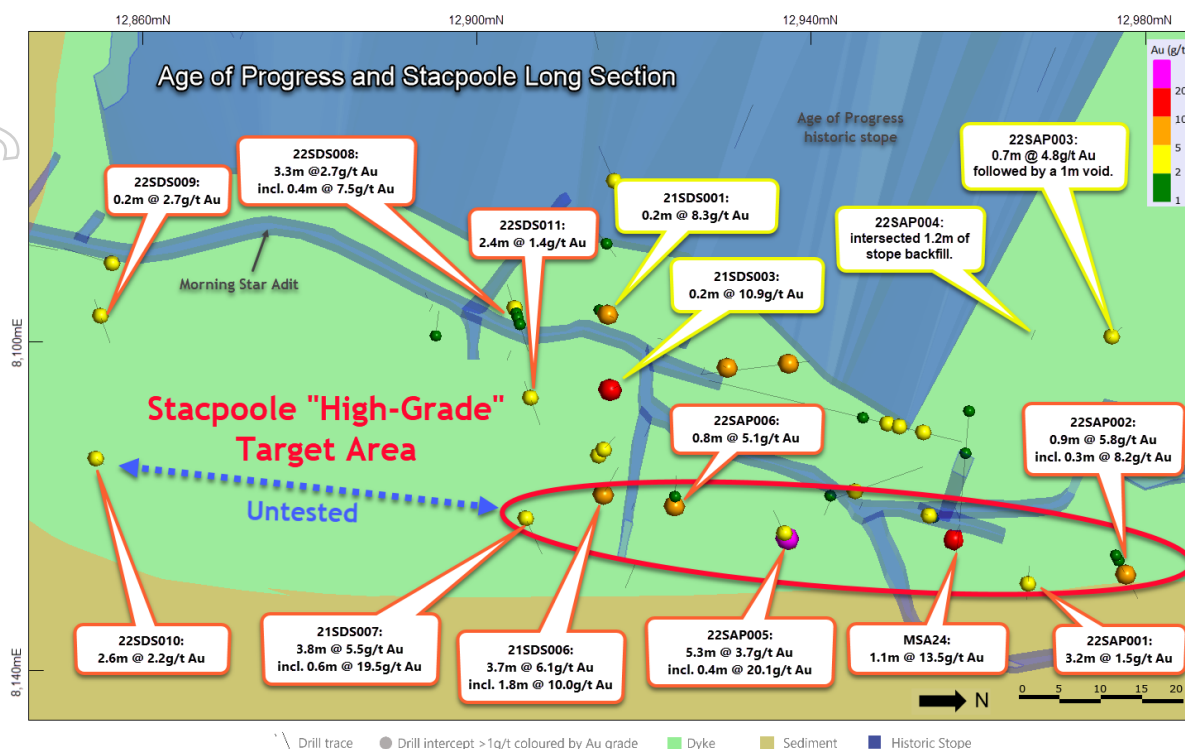 12,860mN
12,900mN
12,940mN
12,980mN
Age of Progress and Stacpoole Long Section
Au (g/t
20
10
5
2
1
Age of Progress
historic stope
22SDS009:
0.2m @ 2.7g/t Au
22SDS008:
3.3m @2.7g/t Au
incl. 0.4m @ 7.5g/t Au
22SDS011:
2.4m @ 1.4g/t Au
21SDS001:
0.2m @ 8.3g/t Au
21SDS003:
0.2m @ 10.9g/t Au
22SAP004:
intersected 1.2m of
stope backfill.
22SAP003:
0.7m @ 4.8g/t Au
followed by a 1m void.
Morning Star Adit
8,100mE
Stacpoole "High-Grade"
Target Area
Untested
22SAP006:
0.8m @ 5.1g/t Au
22SAP002:
0.9m @ 5.8g/t Au
incl. 0.3m @ 8.2g/t Au
22SDS010:
2.6m @ 2.2g/t Au
21SDS007:
3.8m @ 5.5g/t Au
incl. 0.6m @ 19.5g/t Au
21SDS006:
3.7m @ 6.1g/t Au
incl. 1.8m @ 10.0g/t Au
22SAP005:
5.3m @ 3.7g/t Au
incl. 0.4m @ 20.1g/t Au
MSA24:
1.1m @ 13.5g/t Au
22SAP001:
3.2m @ 1.5g/t Au
8,140mE
N
0 5 10 15 20
Drill trace
Drill intercept >1g/t coloured by Au grade
Dyke
Sediment
Historic Stope